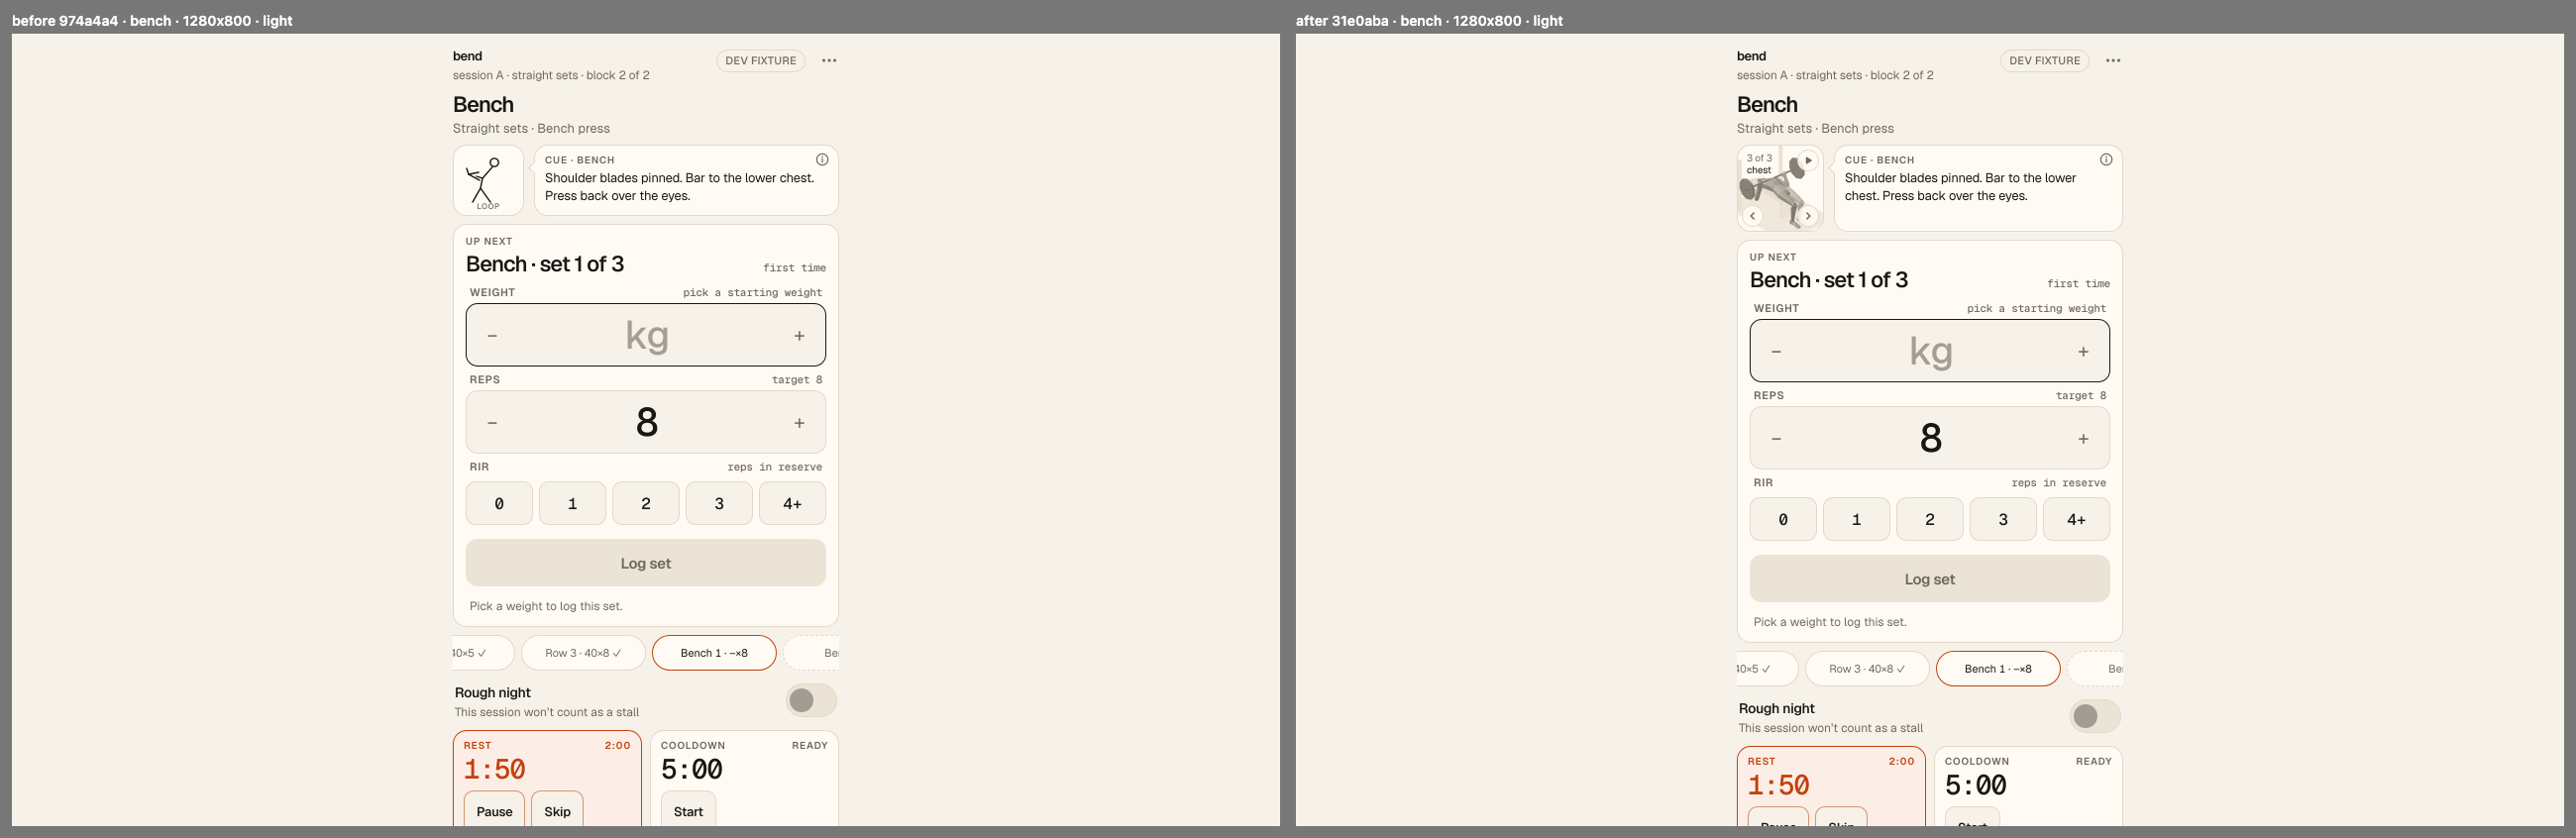 before 974a4a4 · bench · 1280x800 · light
bend
DEV FIXTURE
session A · straight sets · block 2 of 2
Bench
Straight sets · Bench press
LOOP
CUE · BENCH
Shoulder blades pinned. Bar to the lower chest.
Press back over the eyes.
UP NEXT
Bench · set 1 of 3
first time
WEIGHT
pick a starting weight
− kg +
REPS
target 8
− 8 +
RIR
reps in reserve
0 1 2 3 4+
Log set
Pick a weight to log this set.
40×5 ✓
Row 3 · 40×8 ✓
Bench 1 · –×8
Be
Rough night
This session won't count as a stall
REST 2:00
1:50
Pause Skip
COOLDOWN READY
5:00
Start
after 31e0aba · bench · 1280x800 · light
bend
DEV FIXTURE
session A · straight sets · block 2 of 2
Bench
Straight sets · Bench press
3 of 3
chest
CUE · BENCH
Shoulder blades pinned. Bar to the lower
chest. Press back over the eyes.
UP NEXT
Bench · set 1 of 3
first time
WEIGHT
pick a starting weight
− kg +
REPS
target 8
− 8 +
RIR
reps in reserve
0 1 2 3 4+
Log set
Pick a weight to log this set.
40×5 ✓
Row 3 · 40×8 ✓
Bench 1 · –×8
Be
Rough night
This session won't count as a stall
REST 2:00
1:50
Pause Skip
COOLDOWN READY
5:00
Start